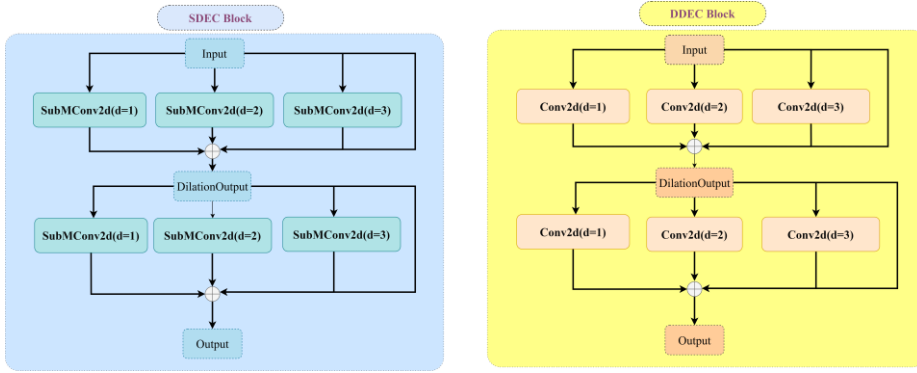 SDEC Block
Input
SubMConv2d(d=1)
SubMConv2d(d=2)
SubMConv2d(d=3)
DilationOutput
SubMConv2d(d=1)
SubMConv2d(d=2)
SubMConv2d(d=3)
Output
DDEC Block
Input
Conv2d(d=1)
Conv2d(d=2)
Conv2d(d=3)
DilationOutput
Conv2d(d=1)
Conv2d(d=2)
Conv2d(d=3)
Output